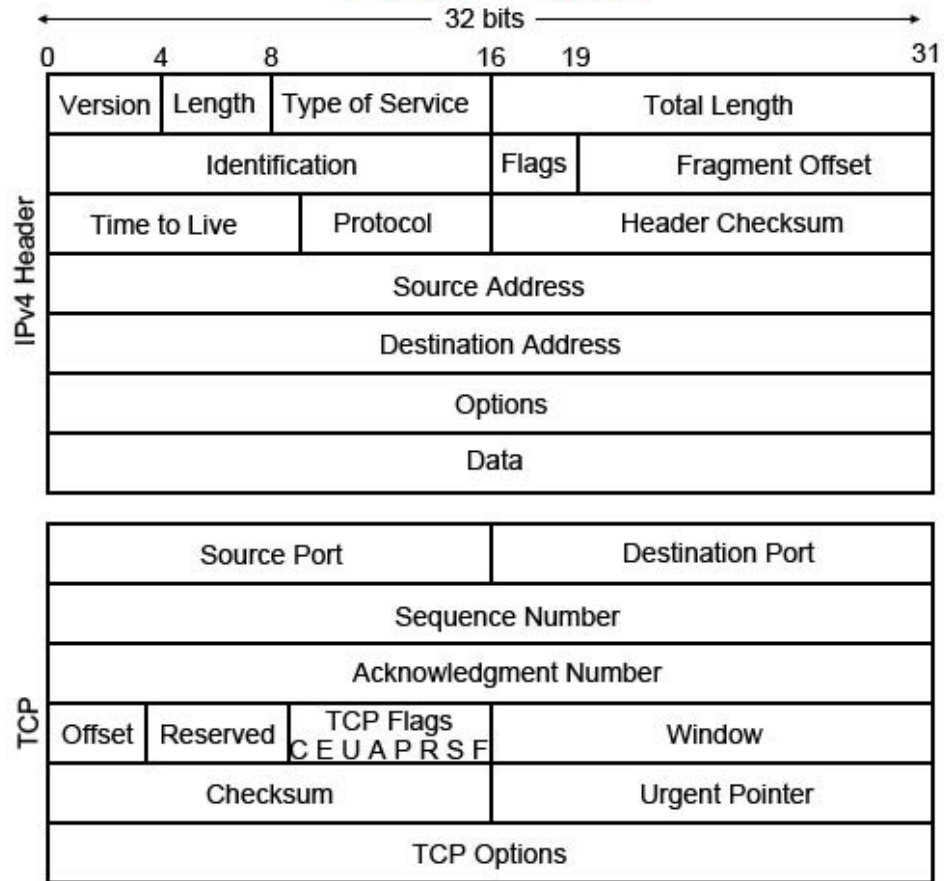 32 bits
0 4 8 16 19 31
Version Length Type of Service Total Length
Identification Flags Fragment Offset
Time to Live Protocol Header Checksum
Source Address
Destination Address
Options
Data
IPv4 Header
Source Port Destination Port
Sequence Number
Acknowledgment Number
Offset Reserved TCP Flags Window
C E U A P R S F
Checksum Urgent Pointer
TCP Options
TCP